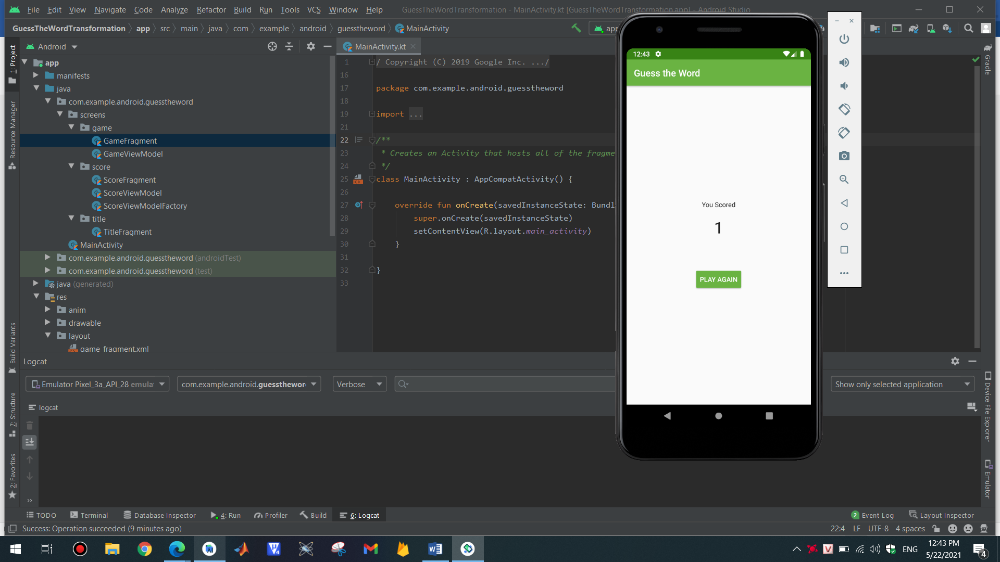 File Edit View Navigate Code Analyze Refactor Build Run Tools VCS Window Help GuessTheWordTransformation - MainActivity.kt [GuessTheWordTransformation.app] - Android Studio
GuessTheWordTransformation app src main java com example android guesstheword MainActivity app
1: Project
Resource Manager
Build Variants
7: Structure
2: Favorites
Android
app
manifests
java
com.example.android.guesstheword
screens
game
GameFragment
GameViewModel
score
ScoreFragment
ScoreViewModel
ScoreViewModelFactory
title
TitleFragment
MainActivity
com.example.android.guesstheword (androidTest)
com.example.android.guesstheword (test)
java (generated)
res
anim
drawable
layout
game_fragment.xml
MainActivity.kt
1 / Copyright (C) 2019 Google Inc. .../
16
17 package com.example.android.guesstheword
18
19 import ...
21
22 /**
23 * Creates an Activity that hosts all of the fragme
24 */
25 class MainActivity : AppCompatActivity() {
26
27 override fun onCreate(savedInstanceState: Bundl
28 super.onCreate(savedInstanceState)
29 setContentView(R.layout.main_activity)
30 }
31
32 }
33
12:43
Guess the Word
You Scored
1
PLAY AGAIN
Gradle
Device File Explorer
Emulator
Logcat
Emulator Pixel_3a_API_28 emula com.example.android.guesstheword Verbose Show only selected application
logcat
TODO Terminal Database Inspector 4: Run Profiler Build 6: Logcat 2 Event Log Layout Inspector
Success: Operation succeeded (9 minutes ago) 22:4 LF UTF-8 4 spaces
ENG 12:43 PM
5/22/2021 4